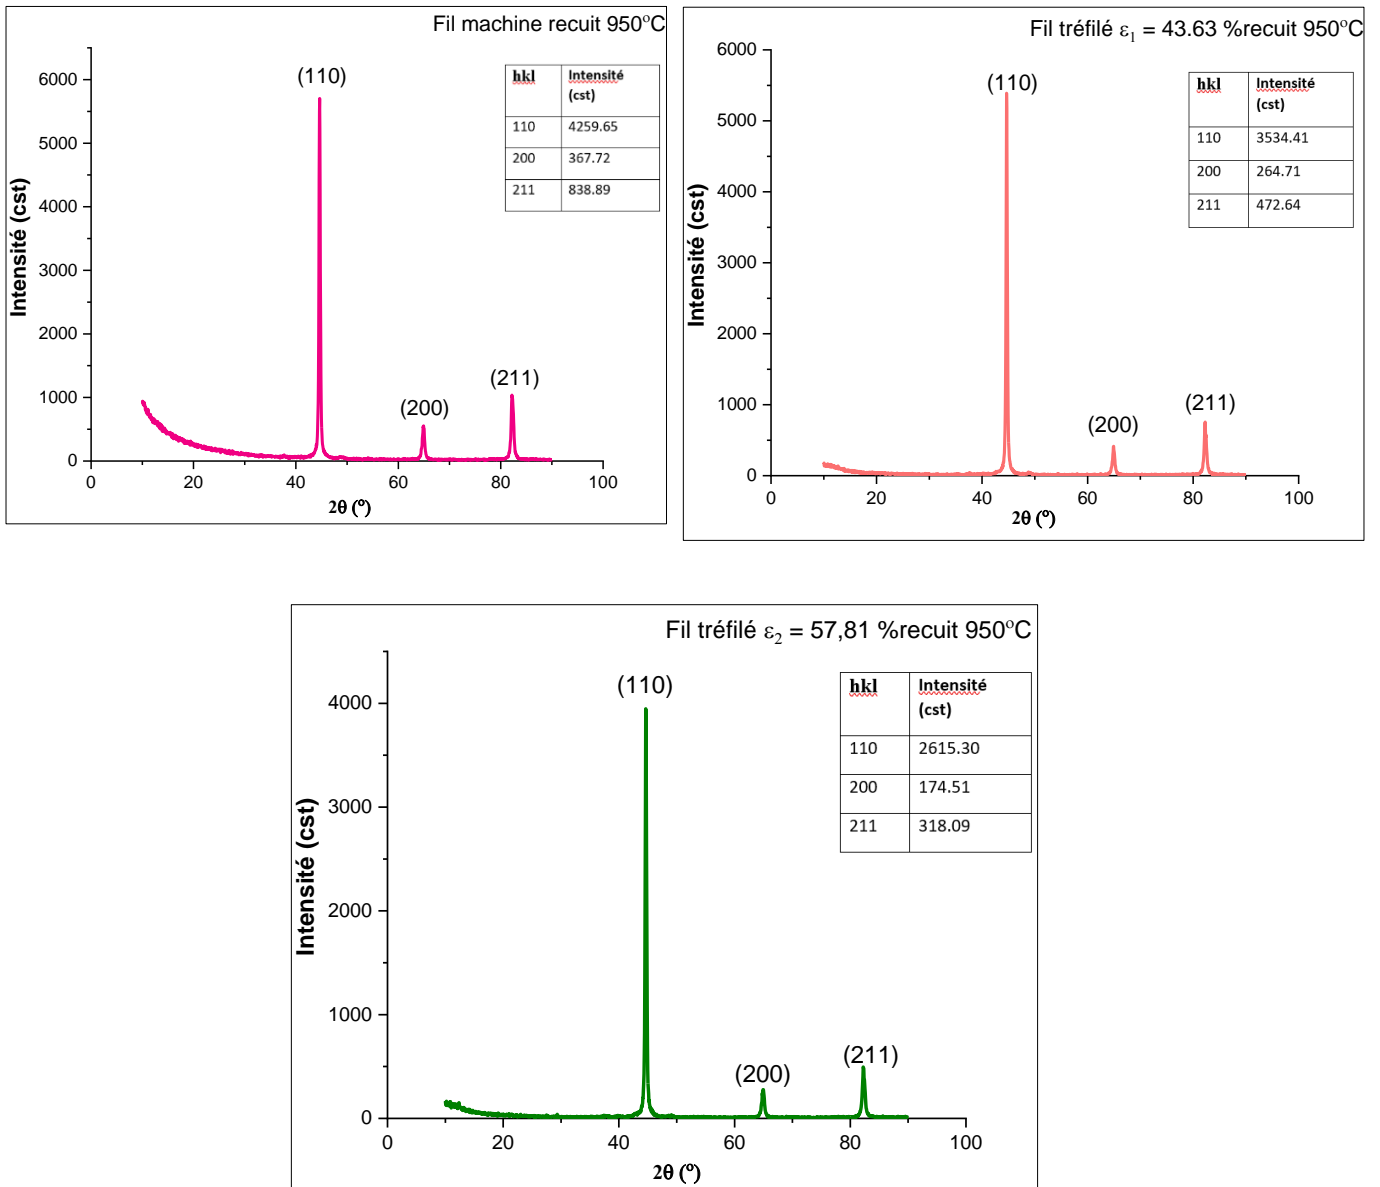 Fil machine recuit 950°C
(110)
(200)
(211)
hkl Intensité
(cst)
110 4259.65
200 367.72
211 838.89
6000
5000
4000
3000
2000
1000
0
Intensité (cst)
0 20 40 60 80 100
2θ (°)
Fil tréfilé ε₁ = 43.63 %recuit 950°C
(110)
(200)
(211)
hkl Intensité
(cst)
110 3534.41
200 264.71
211 472.64
6000
5000
4000
3000
2000
1000
0
Intensité (cst)
0 20 40 60 80 100
2θ (°)
Fil tréfilé ε₂ = 57,81 %recuit 950°C
(110)
(200)
(211)
hkl Intensité
(cst)
110 2615.30
200 174.51
211 318.09
4000
3000
2000
1000
0
Intensité (cst)
0 20 40 60 80 100
2θ (°)